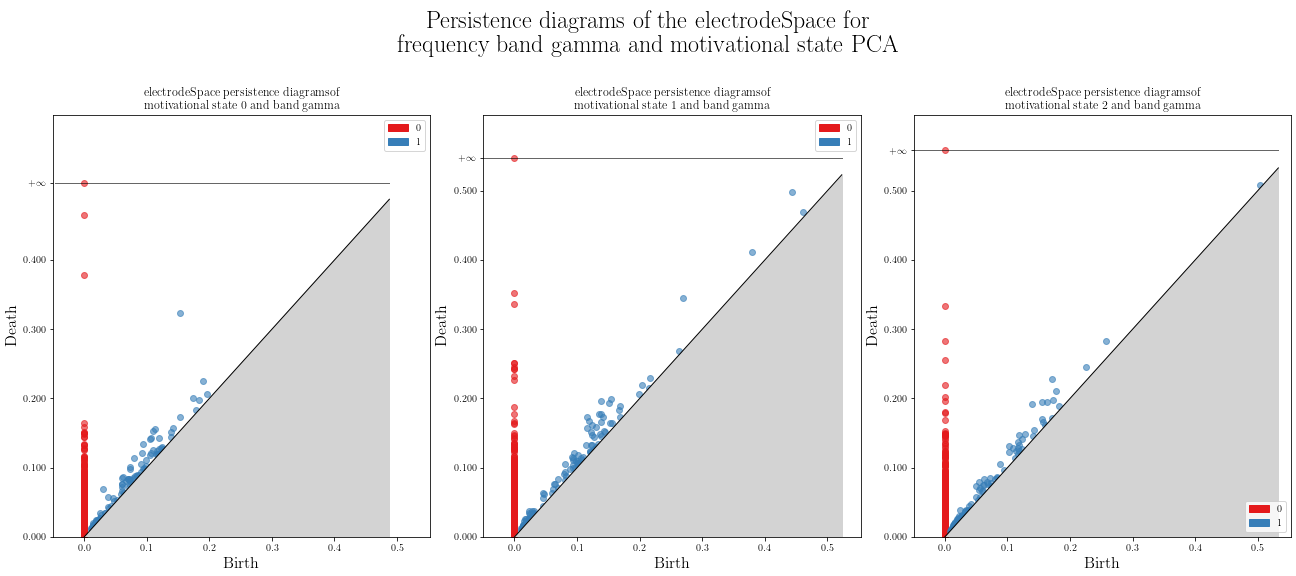 Persistence diagrams of the electrodeSpace for
frequency band gamma and motivational state PCA
electrodeSpace persistence diagramsof
motivational state 0 and band gamma
0
1
+∞
0.400
0.300
0.200
0.100
0.000
Death
0.0 0.1 0.2 0.3 0.4 0.5
Birth
electrodeSpace persistence diagramsof
motivational state 1 and band gamma
0
1
+∞
0.500
0.400
0.300
0.200
0.100
0.000
Death
0.0 0.1 0.2 0.3 0.4 0.5
Birth
electrodeSpace persistence diagramsof
motivational state 2 and band gamma
+∞
0.500
0.400
0.300
0.200
0.100
0.000
Death
0
1
0.0 0.1 0.2 0.3 0.4 0.5
Birth